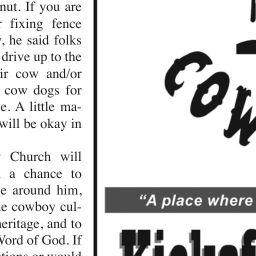 nut. If you are
fixing fence
, he said folks
drive up to the
cow and/or
cow dogs for
e. A little ma-
will be okay in
Church will
a chance to
e around him,
e cowboy cul-
heritage, and to
Word of God. If
or would
COW
"A place where
Kickof